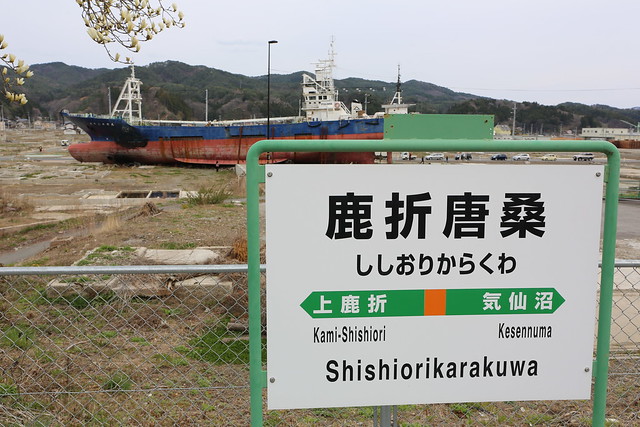 鹿折唐桑
ししおりからくわ
上鹿折 気仙沼
Kami-Shishiori Kesennuma
Shishiorikarakuwa